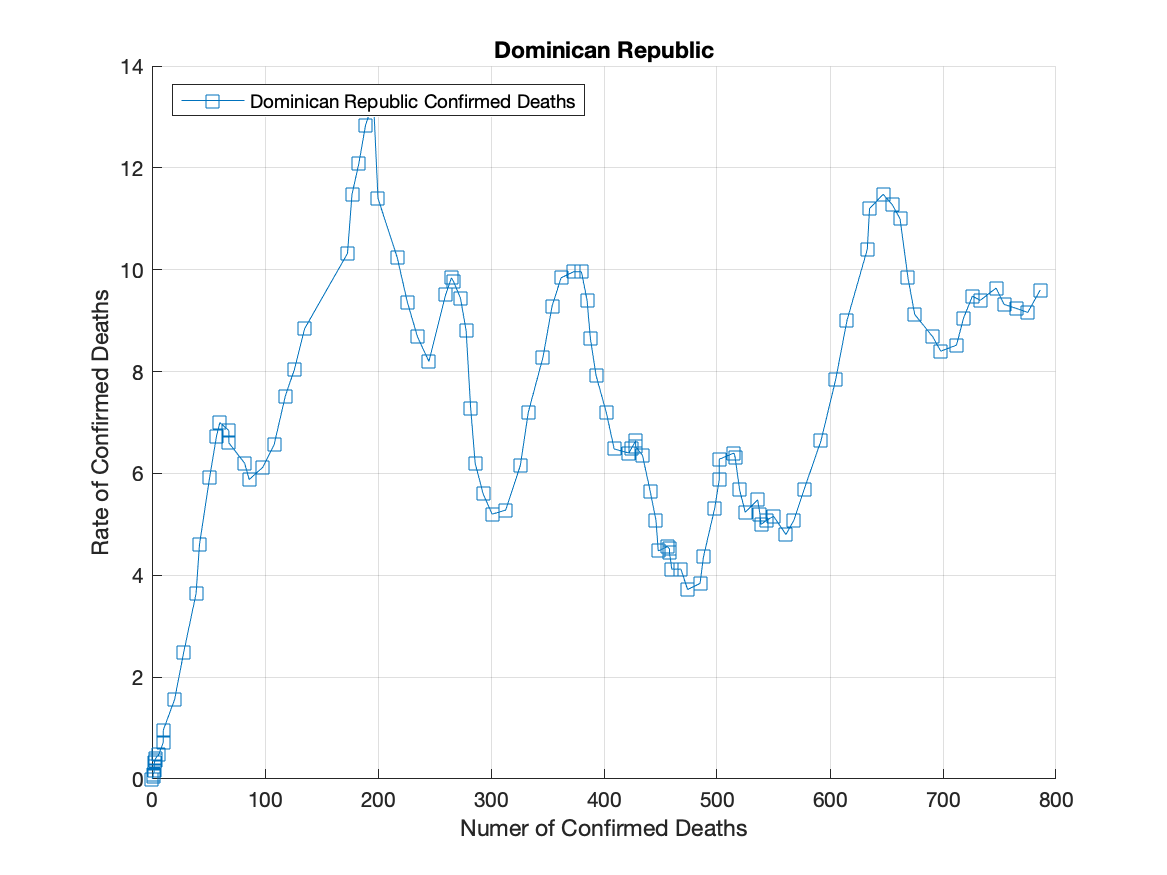 Dominican Republic
14
Dominican Republic Confirmed Deaths
12
10
8
6
4
2
0
Rate of Confirmed Deaths
0 100 200 300 400 500 600 700 800
Numer of Confirmed Deaths